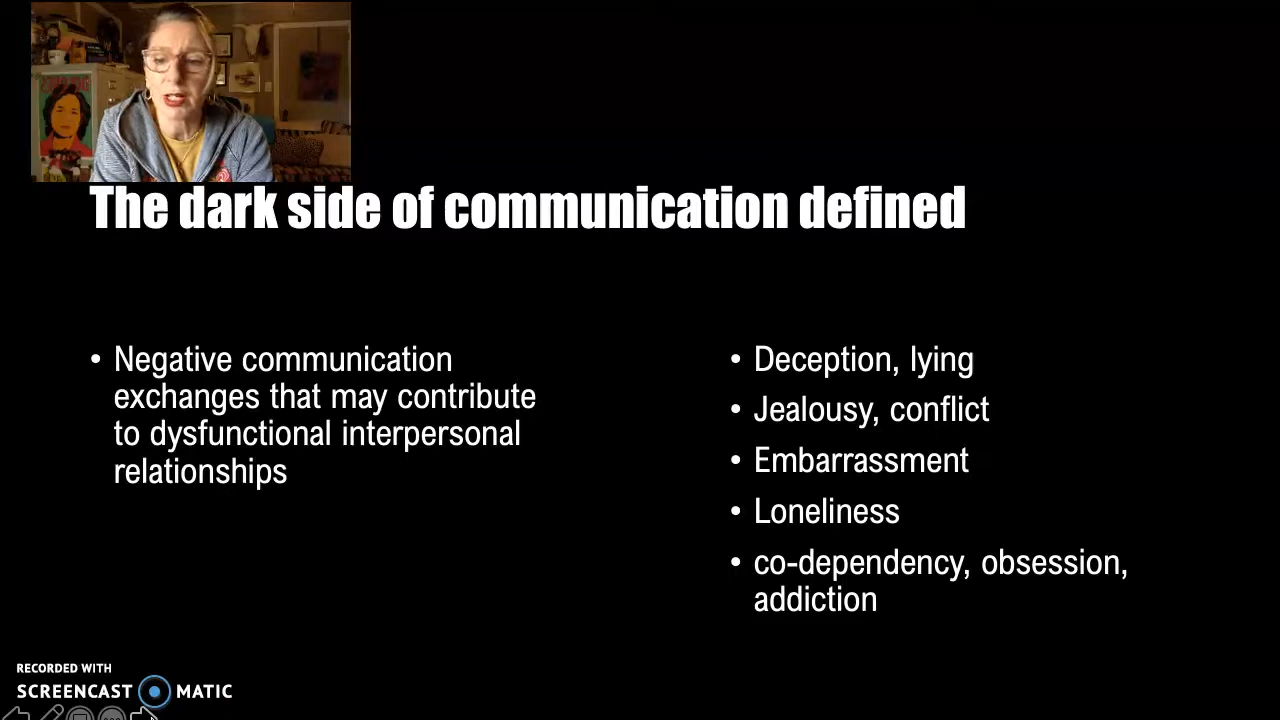 The dark side of communication defined
• Negative communication
exchanges that may contribute
to dysfunctional interpersonal
relationships
• Deception, lying
• Jealousy, conflict
• Embarrassment
• Loneliness
• co-dependency, obsession,
addiction
RECORDED WITH
SCREENCAST MATIC